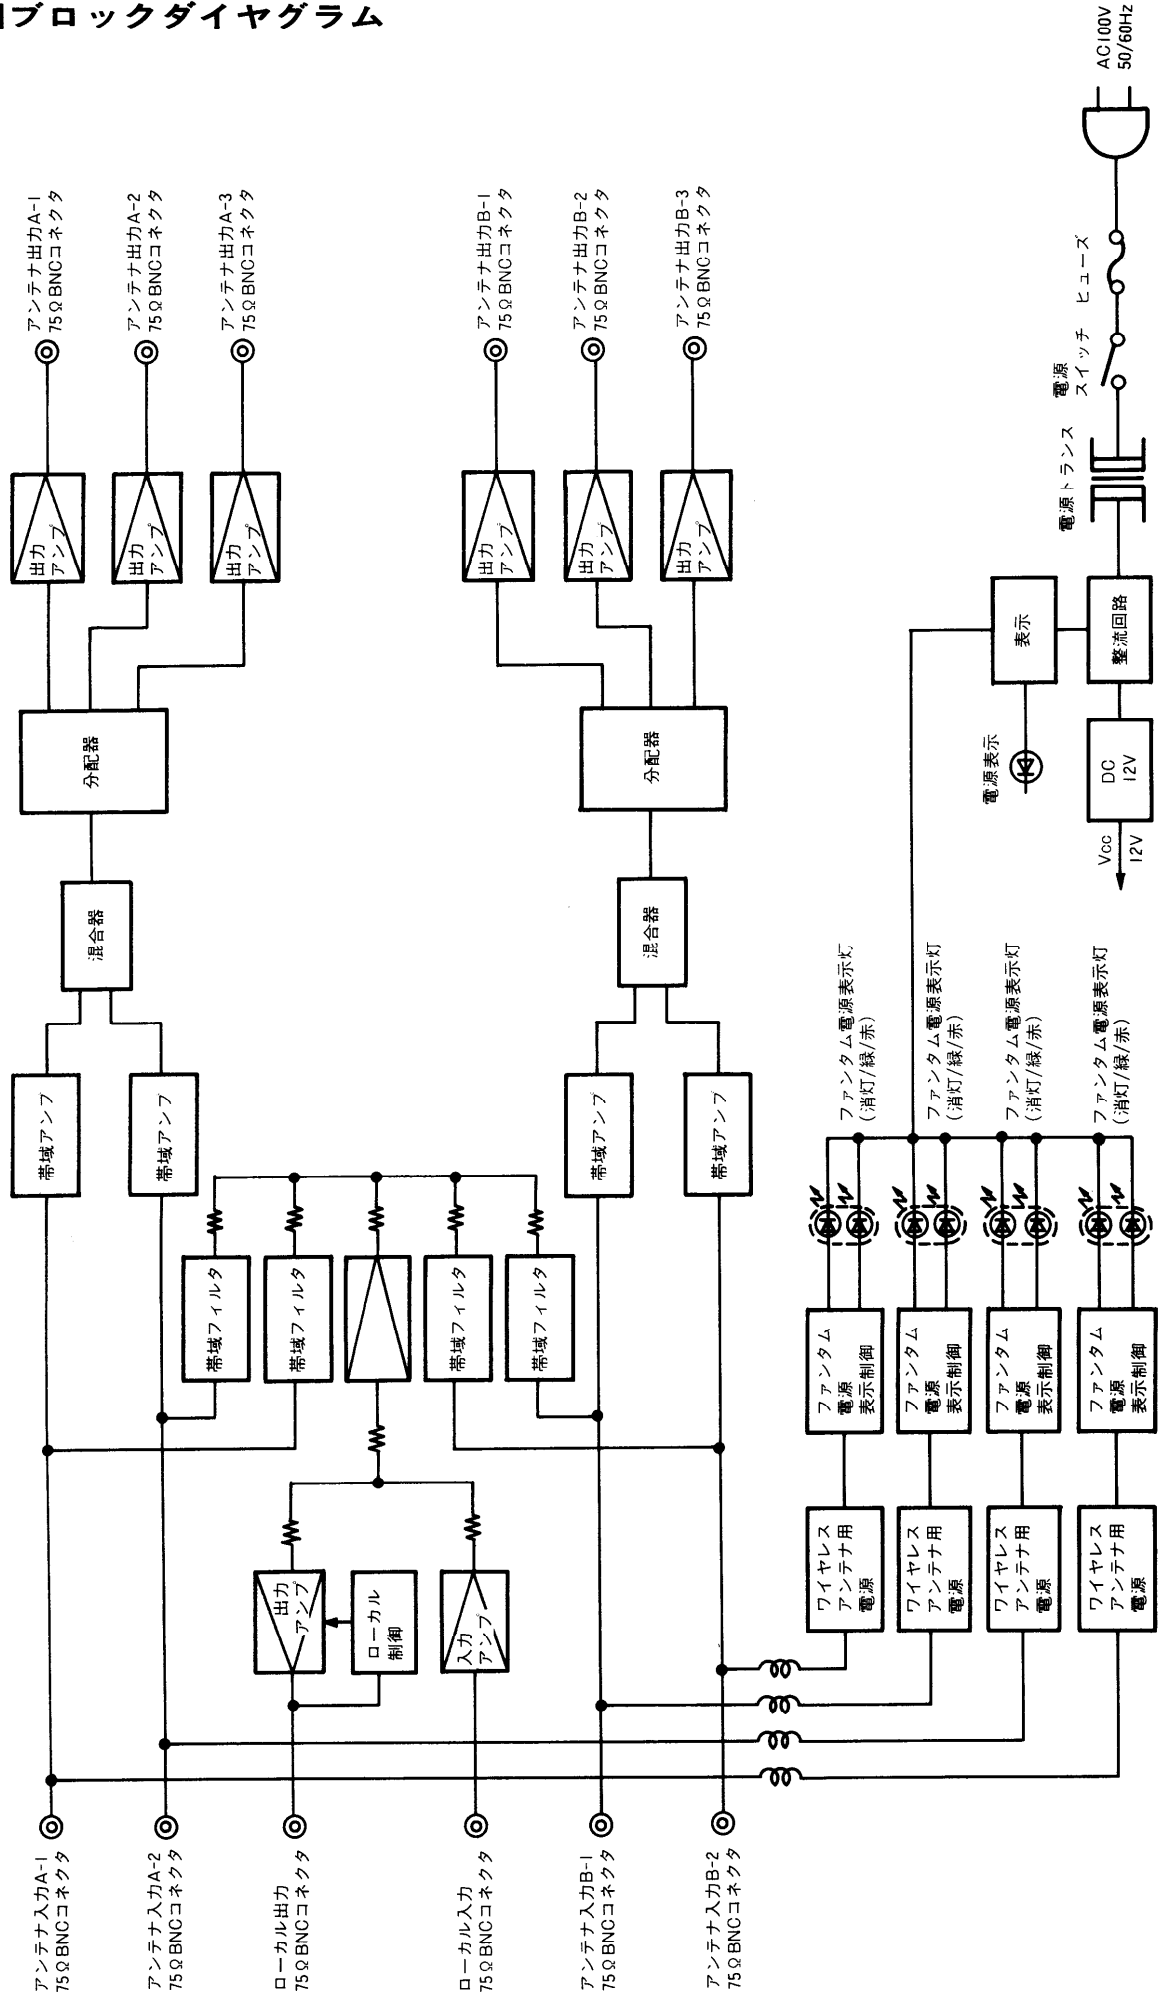 ブロックダイヤグラム
アンテナ入力A-1
75ΩBNCコネクタ
アンテナ入力A-2
75ΩBNCコネクタ
ローカル出力
75ΩBNCコネクタ
ローカル入力
75ΩBNCコネクタ
アンテナ入力B-1
75ΩBNCコネクタ
アンテナ入力B-2
75ΩBNCコネクタ
出力
アンプ
ローカル
制御
入力
アンプ
帯域フィルタ
帯域フィルタ
帯域フィルタ
帯域フィルタ
帯域アンプ
帯域アンプ
帯域アンプ
帯域アンプ
混合器
混合器
分配器
分配器
出力
アンプ
出力
アンプ
出力
アンプ
出力
アンプ
出力
アンプ
出力
アンプ
アンテナ出力A-1
75ΩBNCコネクタ
アンテナ出力A-2
75ΩBNCコネクタ
アンテナ出力A-3
75ΩBNCコネクタ
アンテナ出力B-1
75ΩBNCコネクタ
アンテナ出力B-2
75ΩBNCコネクタ
アンテナ出力B-3
75ΩBNCコネクタ
ワイヤレス
アンテナ用
電源
ワイヤレス
アンテナ用
電源
ワイヤレス
アンテナ用
電源
ワイヤレス
アンテナ用
電源
ファンタム
電源
表示制御
ファンタム
電源
表示制御
ファンタム
電源
表示制御
ファンタム
電源
表示制御
ファンタム電源表示灯
(消灯/緑/赤)
ファンタム電源表示灯
(消灯/緑/赤)
ファンタム電源表示灯
(消灯/緑/赤)
ファンタム電源表示灯
(消灯/緑/赤)
Vcc
12V
DC
12V
電源表示
表示
整流回路
電源トランス
電源
スイッチ
ヒューズ
AC100V
50/60Hz